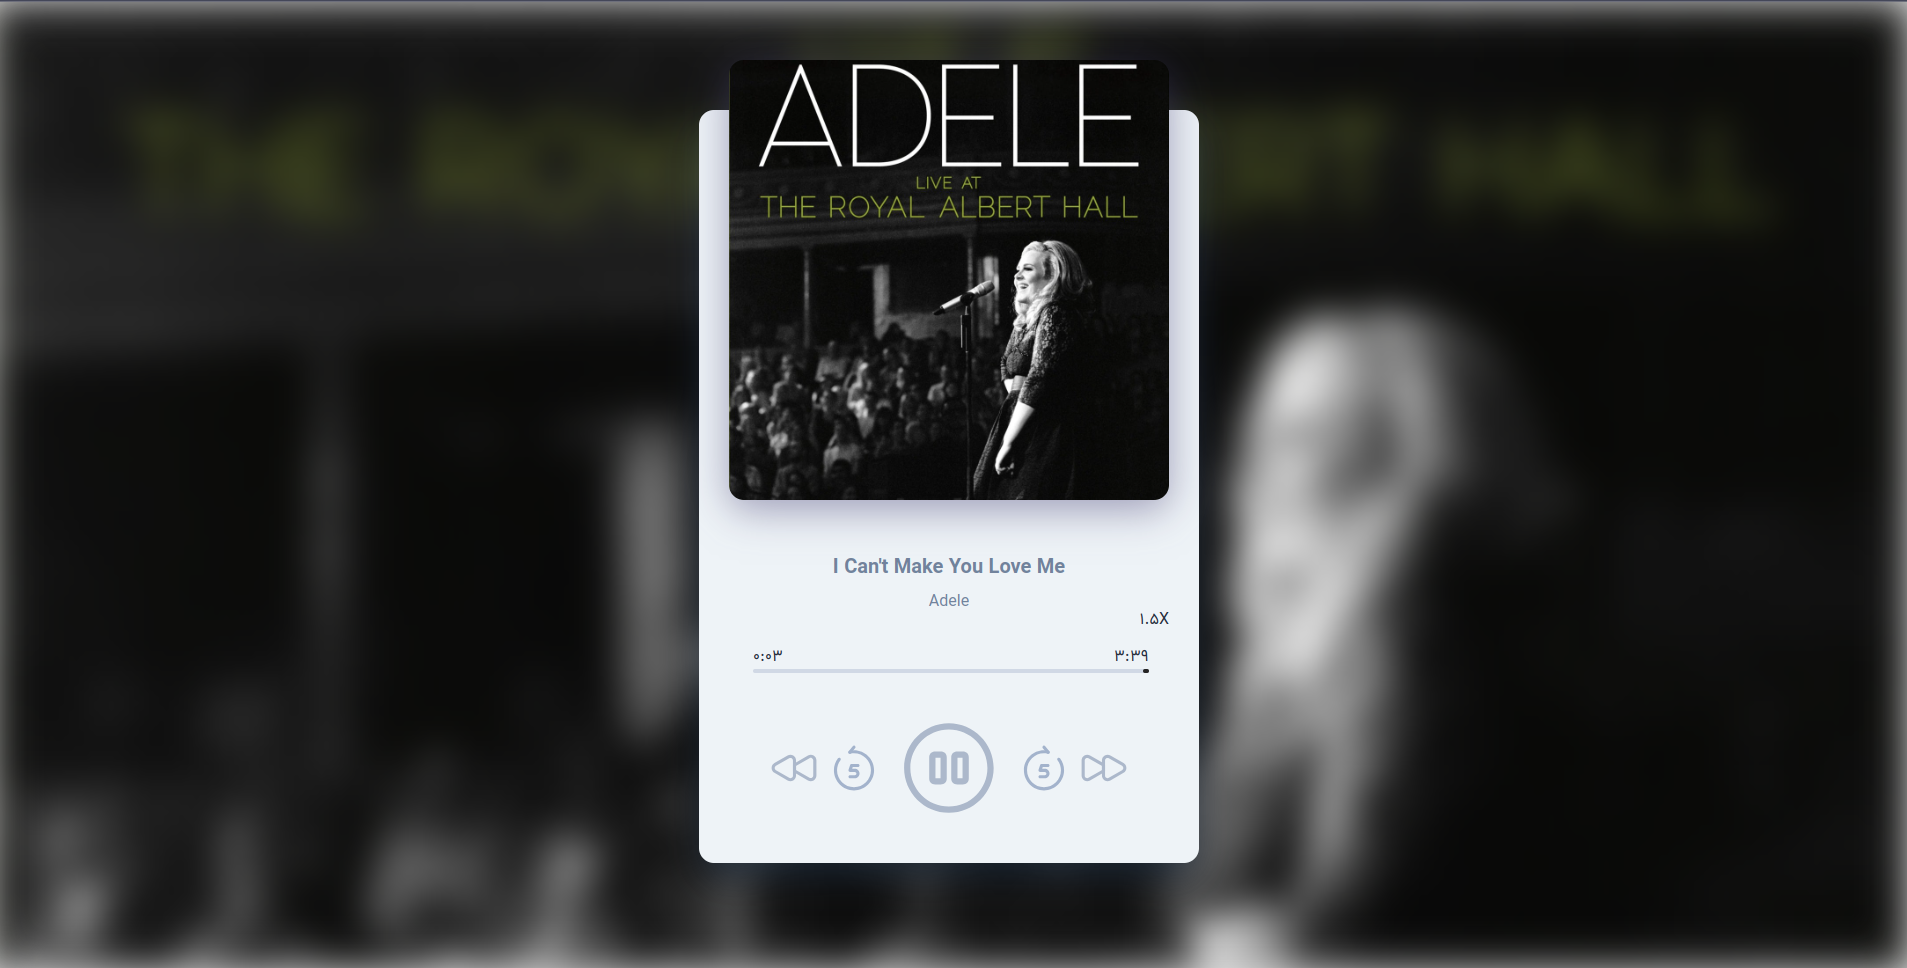 ADELE
LIVE AT
THE ROYAL ALBERT HALL
I Can't Make You Love Me
Adele
۱.۵X
۰:۰۳
۳:۳۹
5
5